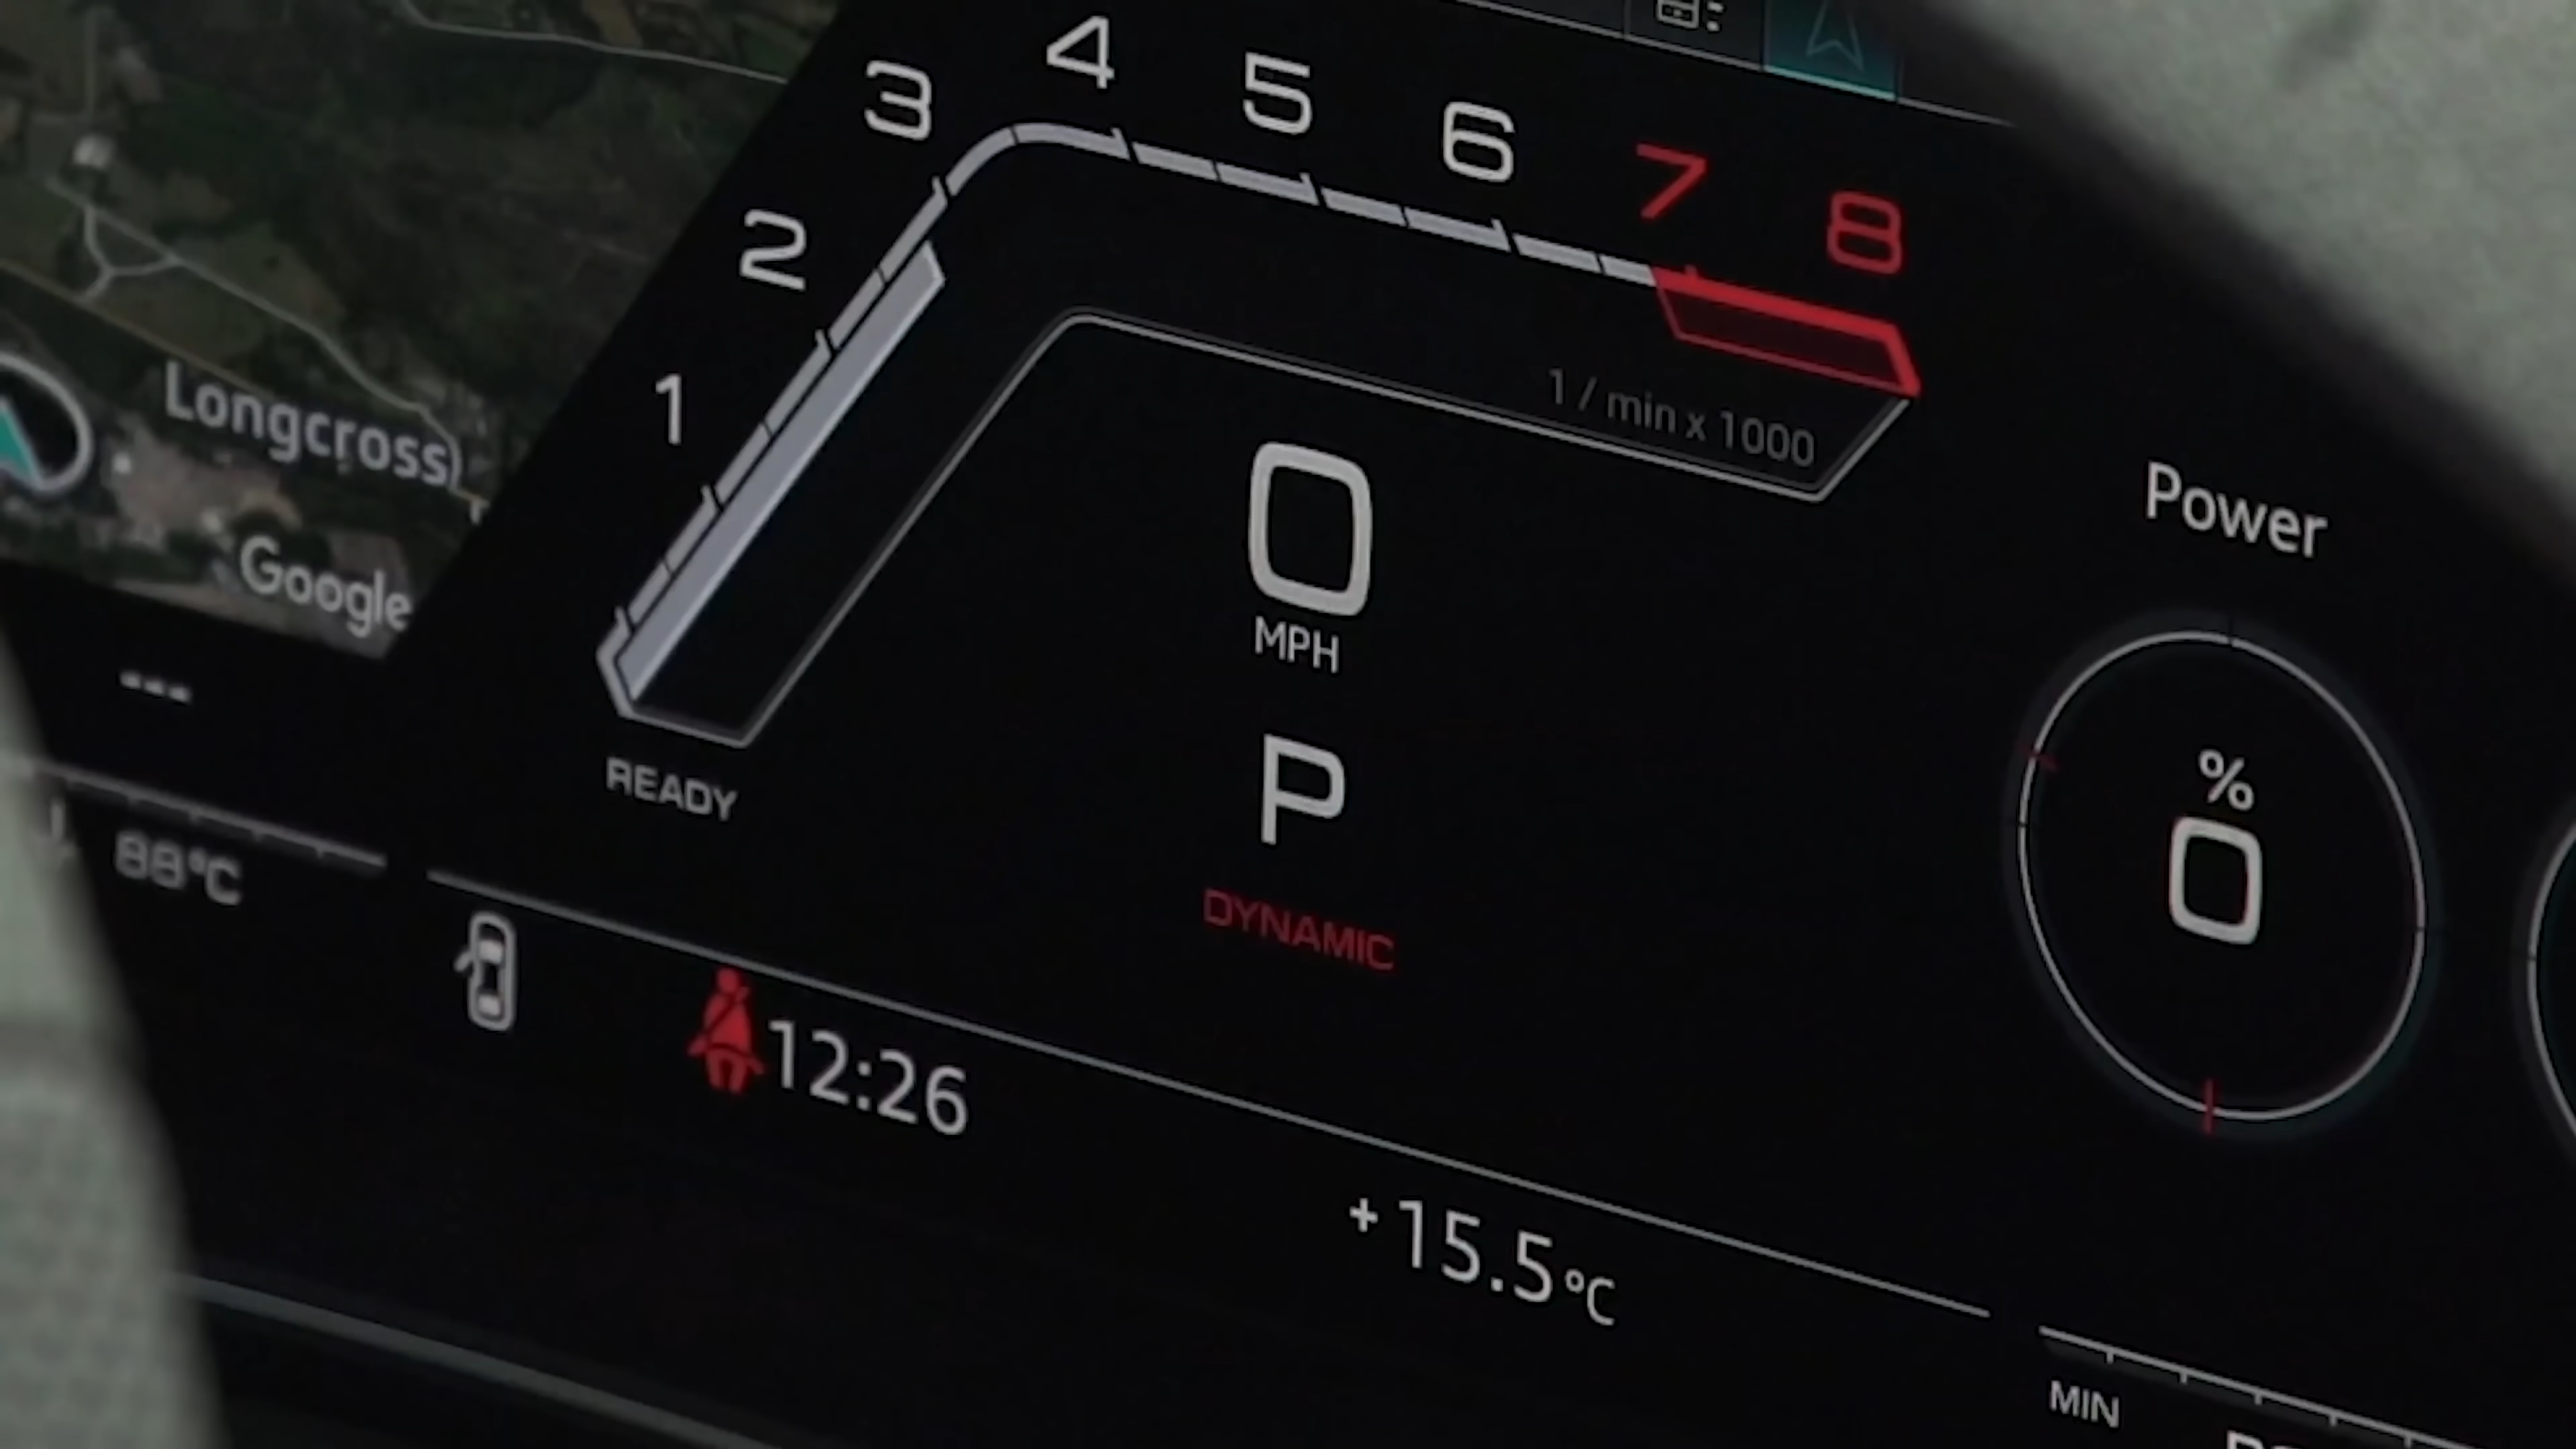 3 4 5 6 7 8
2
1
1 / min x 1000
Longcross
Google
0
MPH
READY
P
DYNAMIC
Power
%
0
---
88°C
12:26
+15.5°C
MIN